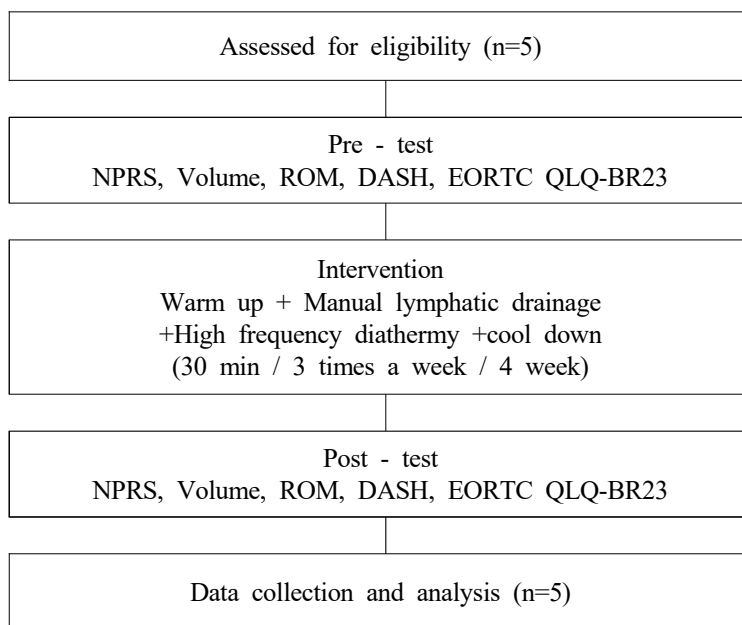 Assessed for eligibility (n=5)
Pre - test
NPRS, Volume, ROM, DASH, EORTC QLQ-BR23
Intervention
Warm up + Manual lymphatic drainage
+High frequency diathermy +cool down
(30 min / 3 times a week / 4 week)
Post - test
NPRS, Volume, ROM, DASH, EORTC QLQ-BR23
Data collection and analysis (n=5)